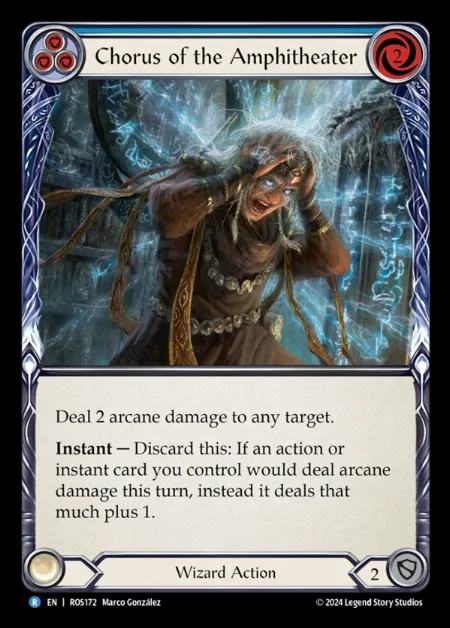 Chorus of the Amphitheater
2
Deal 2 arcane damage to any target.
Instant — Discard this: If an action or
instant card you control would deal arcane
damage this turn, instead it deals that
much plus 1.
Wizard Action
2
R EN | ROS172 Marco González
© 2024 Legend Story Studios